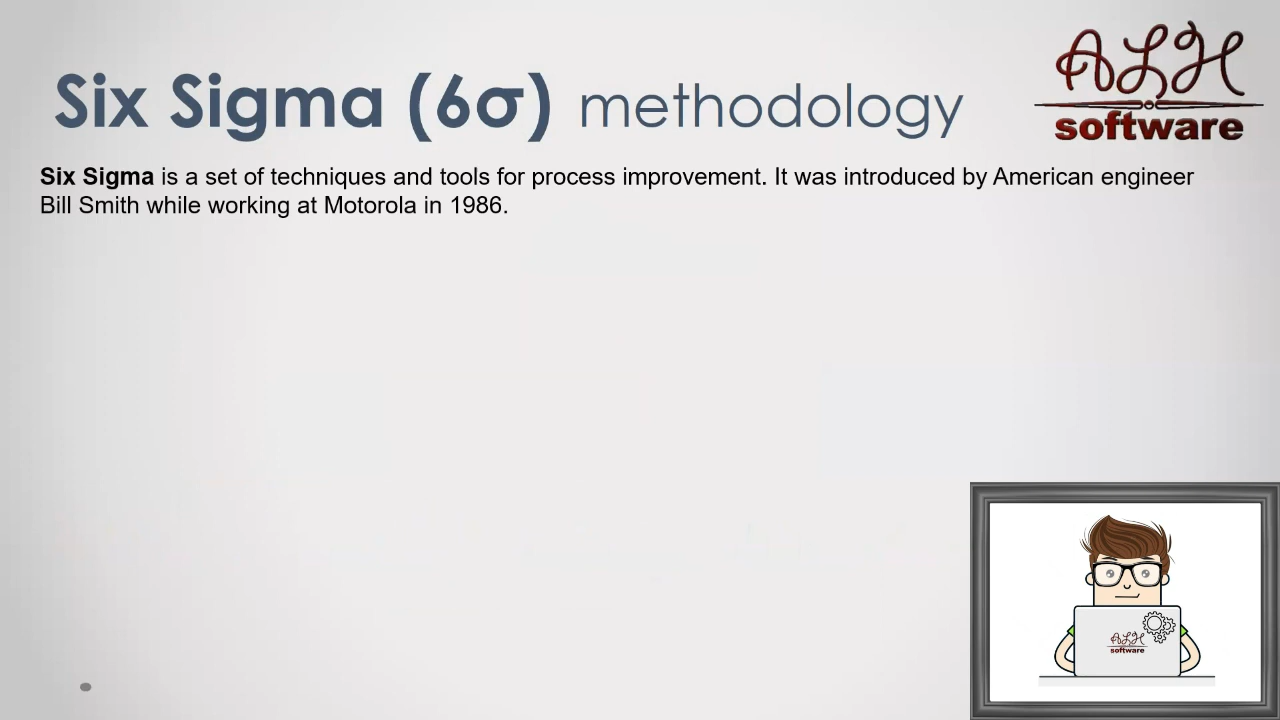 ALH
software
Six Sigma (6σ) methodology
Six Sigma is a set of techniques and tools for process improvement. It was introduced by American engineer
Bill Smith while working at Motorola in 1986.
ALH
software